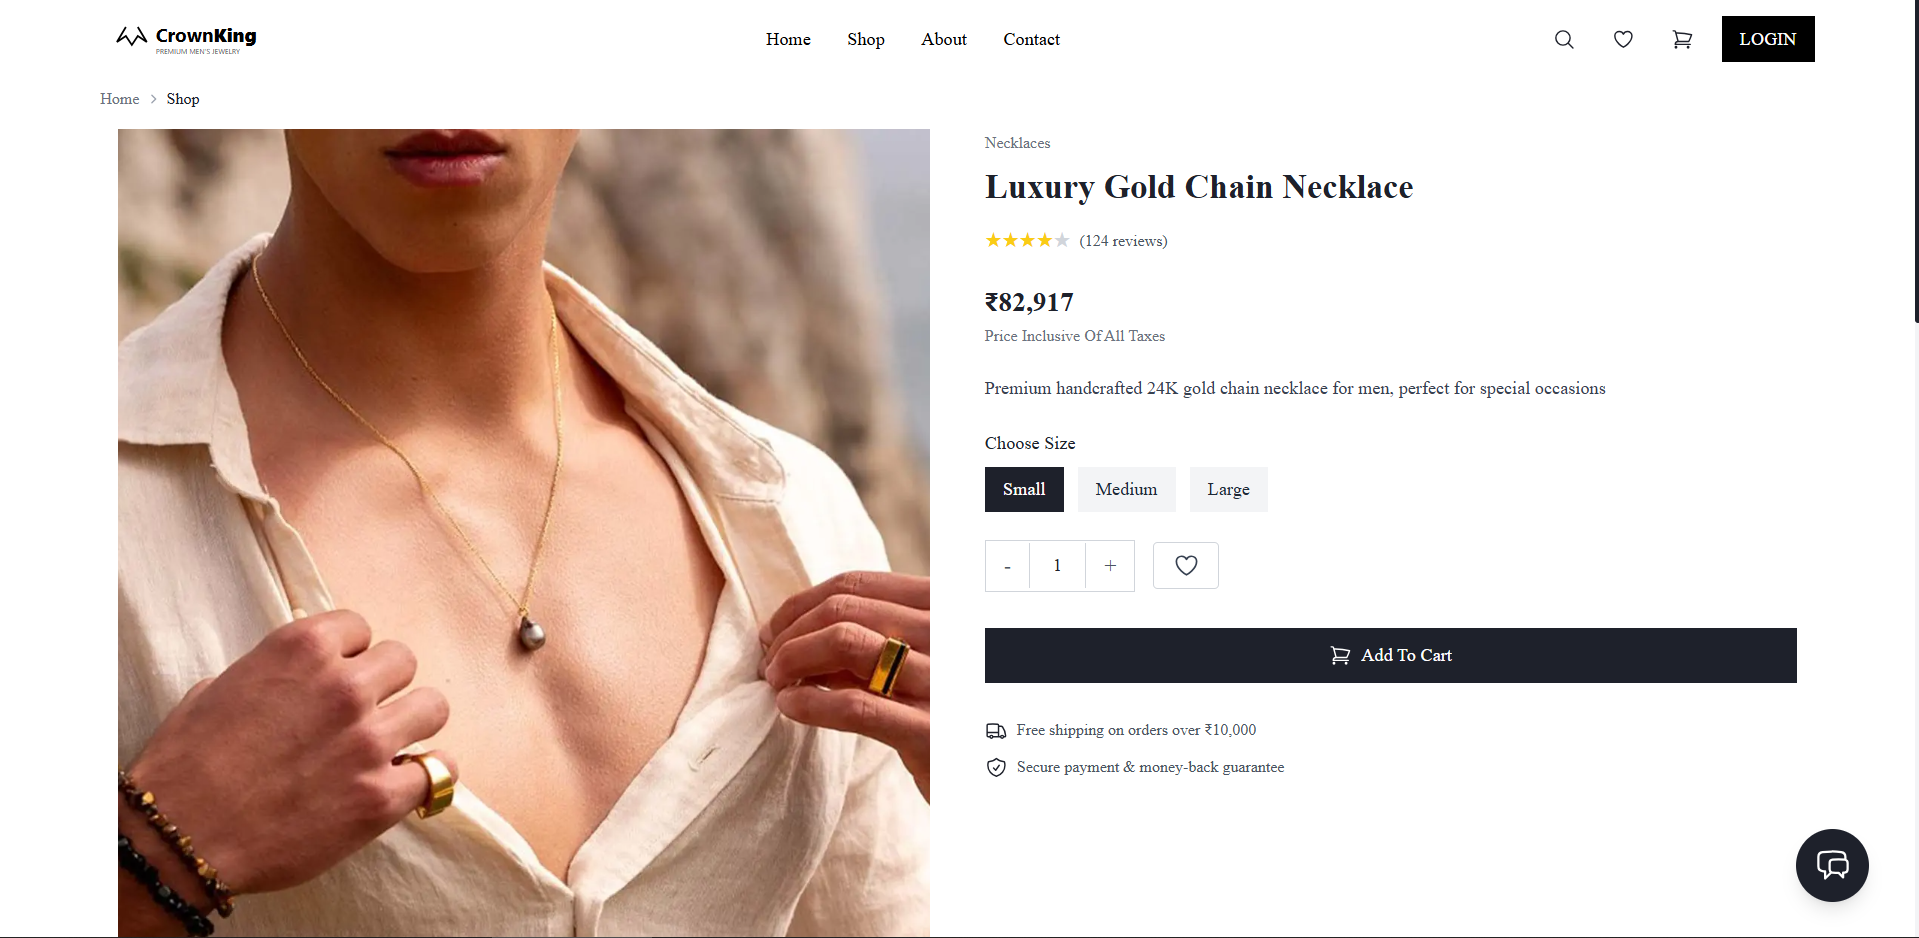 CrownKing
PREMIUM MEN'S JEWELRY
Home
Shop
About
Contact
LOGIN
Home > Shop
Necklaces
Luxury Gold Chain Necklace
(124 reviews)
₹82,917
Price Inclusive Of All Taxes
Premium handcrafted 24K gold chain necklace for men, perfect for special occasions
Choose Size
Small
Medium
Large
- 1 +
Add To Cart
Free shipping on orders over ₹10,000
Secure payment & money-back guarantee